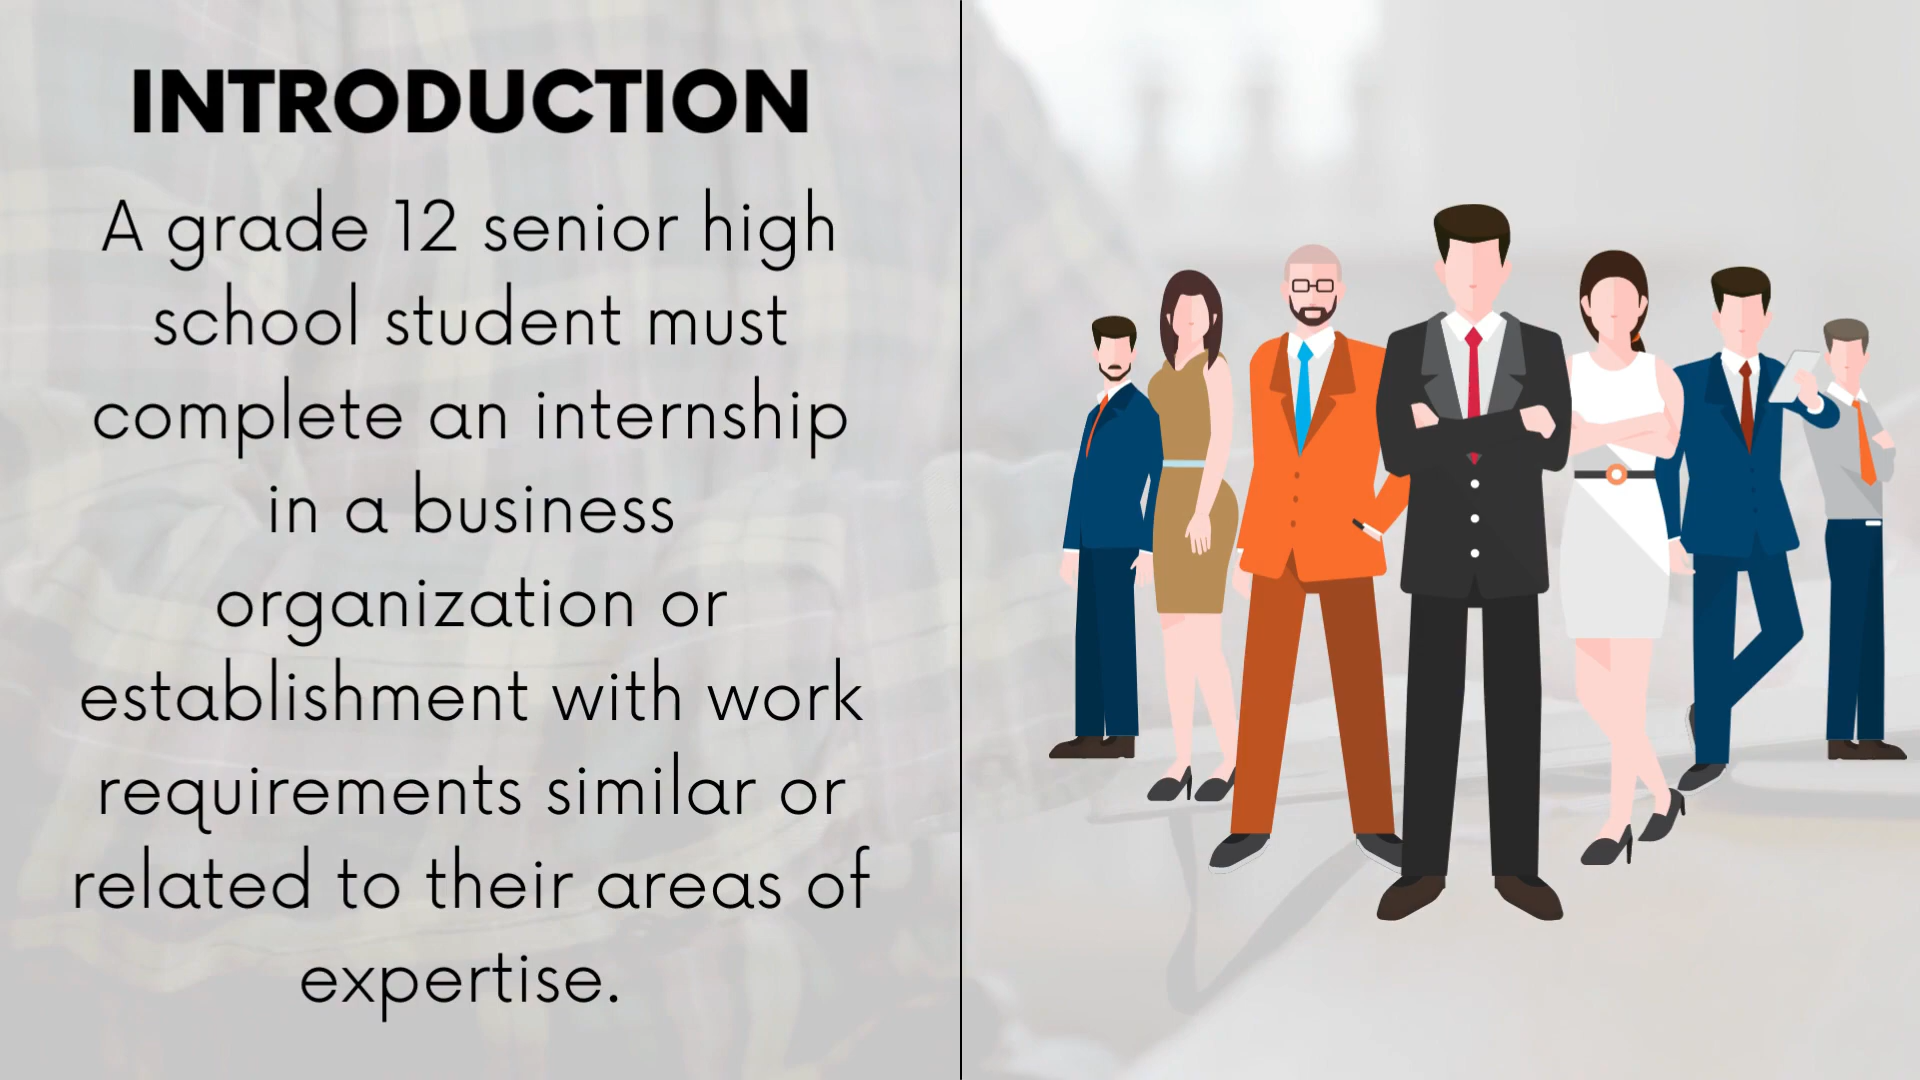 INTRODUCTION
A grade 12 senior high
school student must
complete an internship
in a business
organization or
establishment with work
requirements similar or
related to their areas of
expertise.